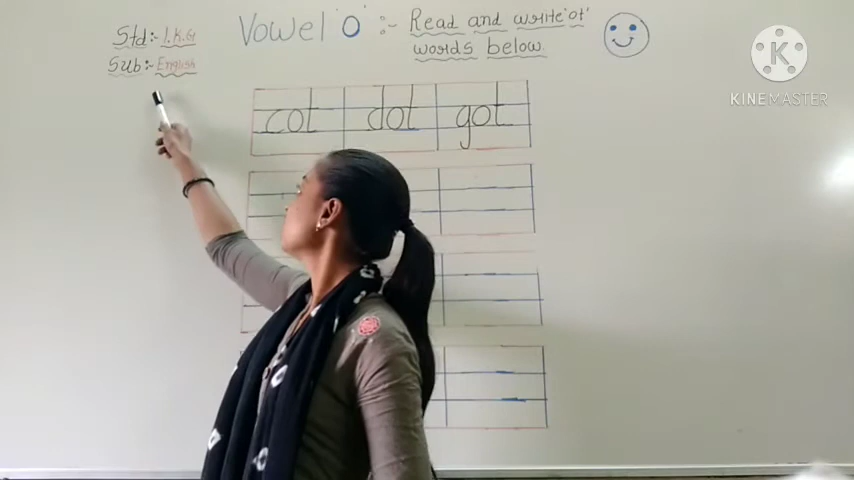 Std:- I.K.G
Sub:- English
Vowel 'O' :- Read and write 'ot'
words below.
cot dot got
K
KINEMASTER